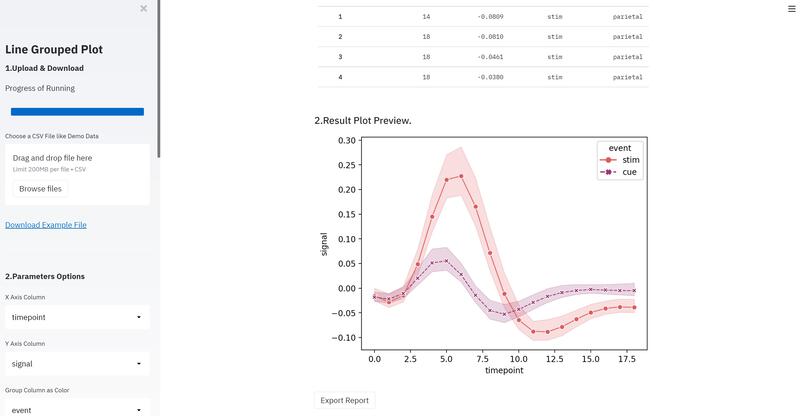 ×
Line Grouped Plot
1.Upload & Download
Progress of Running
Choose a CSV File like Demo Data
Drag and drop file here
Limit 200MB per file • CSV
Browse files
Download Example File
2.Parameters Options
X Axis Column
timepoint
Y Axis Column
signal
Group Column as Color
event
1 14 -0.0809 stim parietal
2 18 -0.0810 stim parietal
3 18 -0.0461 stim parietal
4 18 -0.0380 stim parietal
2.Result Plot Preview.
0.30
0.25
0.20
0.15
0.10
0.05
0.00
−0.05
−0.10
signal
event
stim
cue
0.0 2.5 5.0 7.5 10.0 12.5 15.0 17.5
timepoint
Export Report